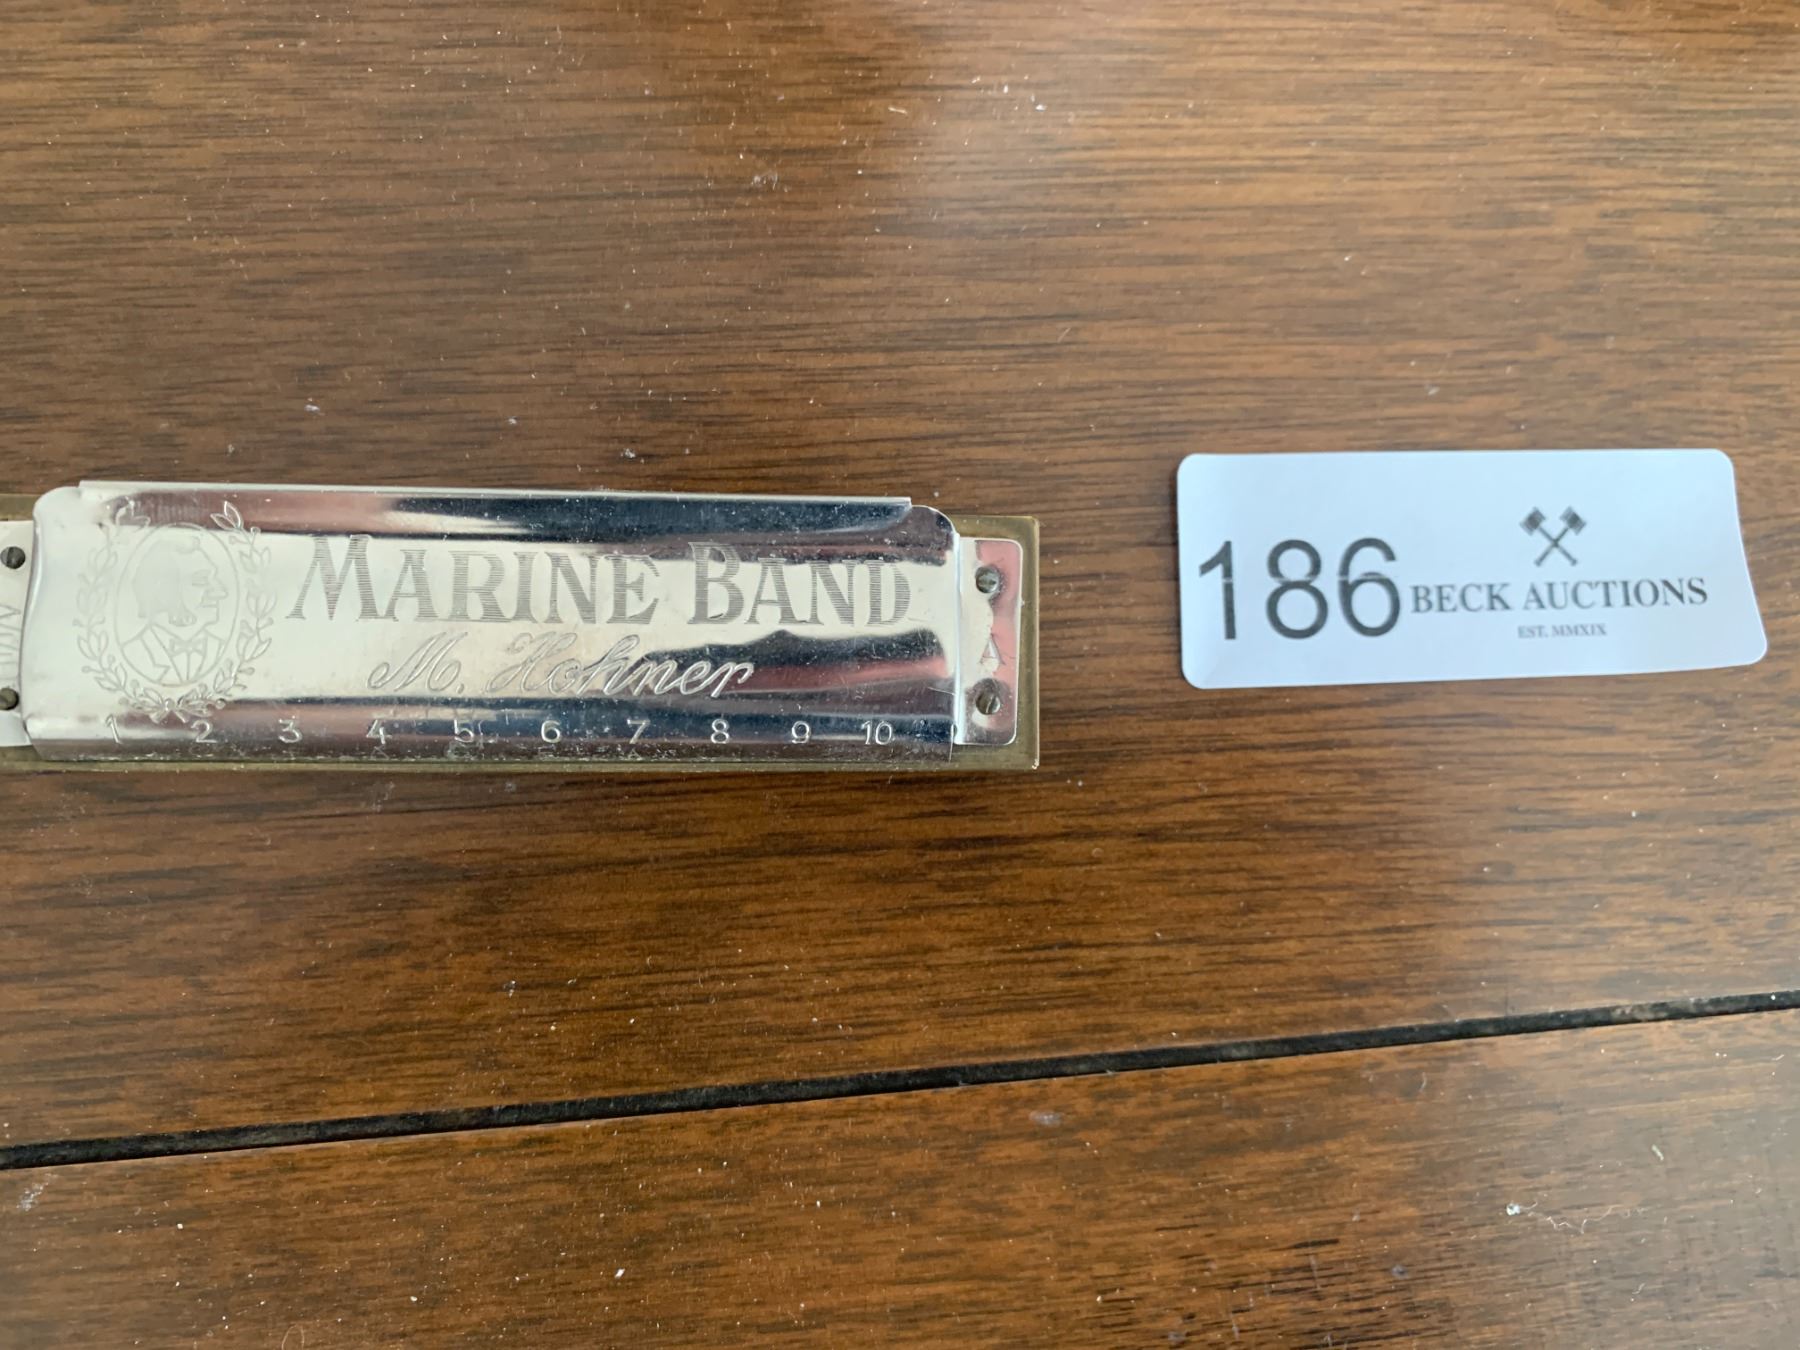 MARINE BAND
M. Hohner
A
1 2 3 4 5 6 7 8 9 10
186 BECK AUCTIONS
EST. MMXIX